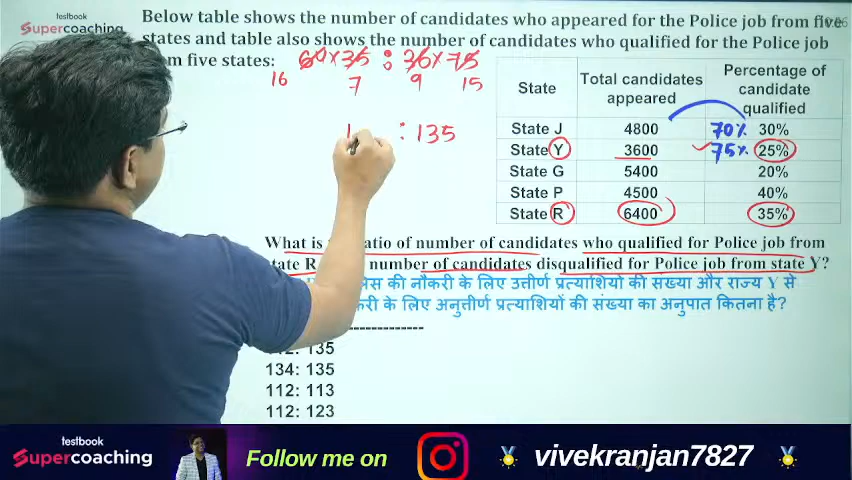 testbook
Supercoaching
Below table shows the number of candidates who appeared for the Police job from five
states and table also shows the number of candidates who qualified for the Police job
from five states:
60×35 : 36×75
16 7 9 15
1 : 135
State Total candidates appeared Percentage of candidate qualified
State J 4800 70% 30%
State Y 3600 75% 25%
State G 5400 20%
State P 4500 40%
State R 6400 35%
What is ratio of number of candidates who qualified for Police job from
state R number of candidates disqualified for Police job from state Y?
की नौकरी के लिए उत्तीर्ण प्रत्याशियों की संख्या और राज्य Y से
के लिए अनुत्तीर्ण प्रत्याशियों की संख्या का अनुपात कितना है?
112: 135
134: 135
112: 113
112: 123
testbook
Supercoaching
Follow me on
vivekranjan7827